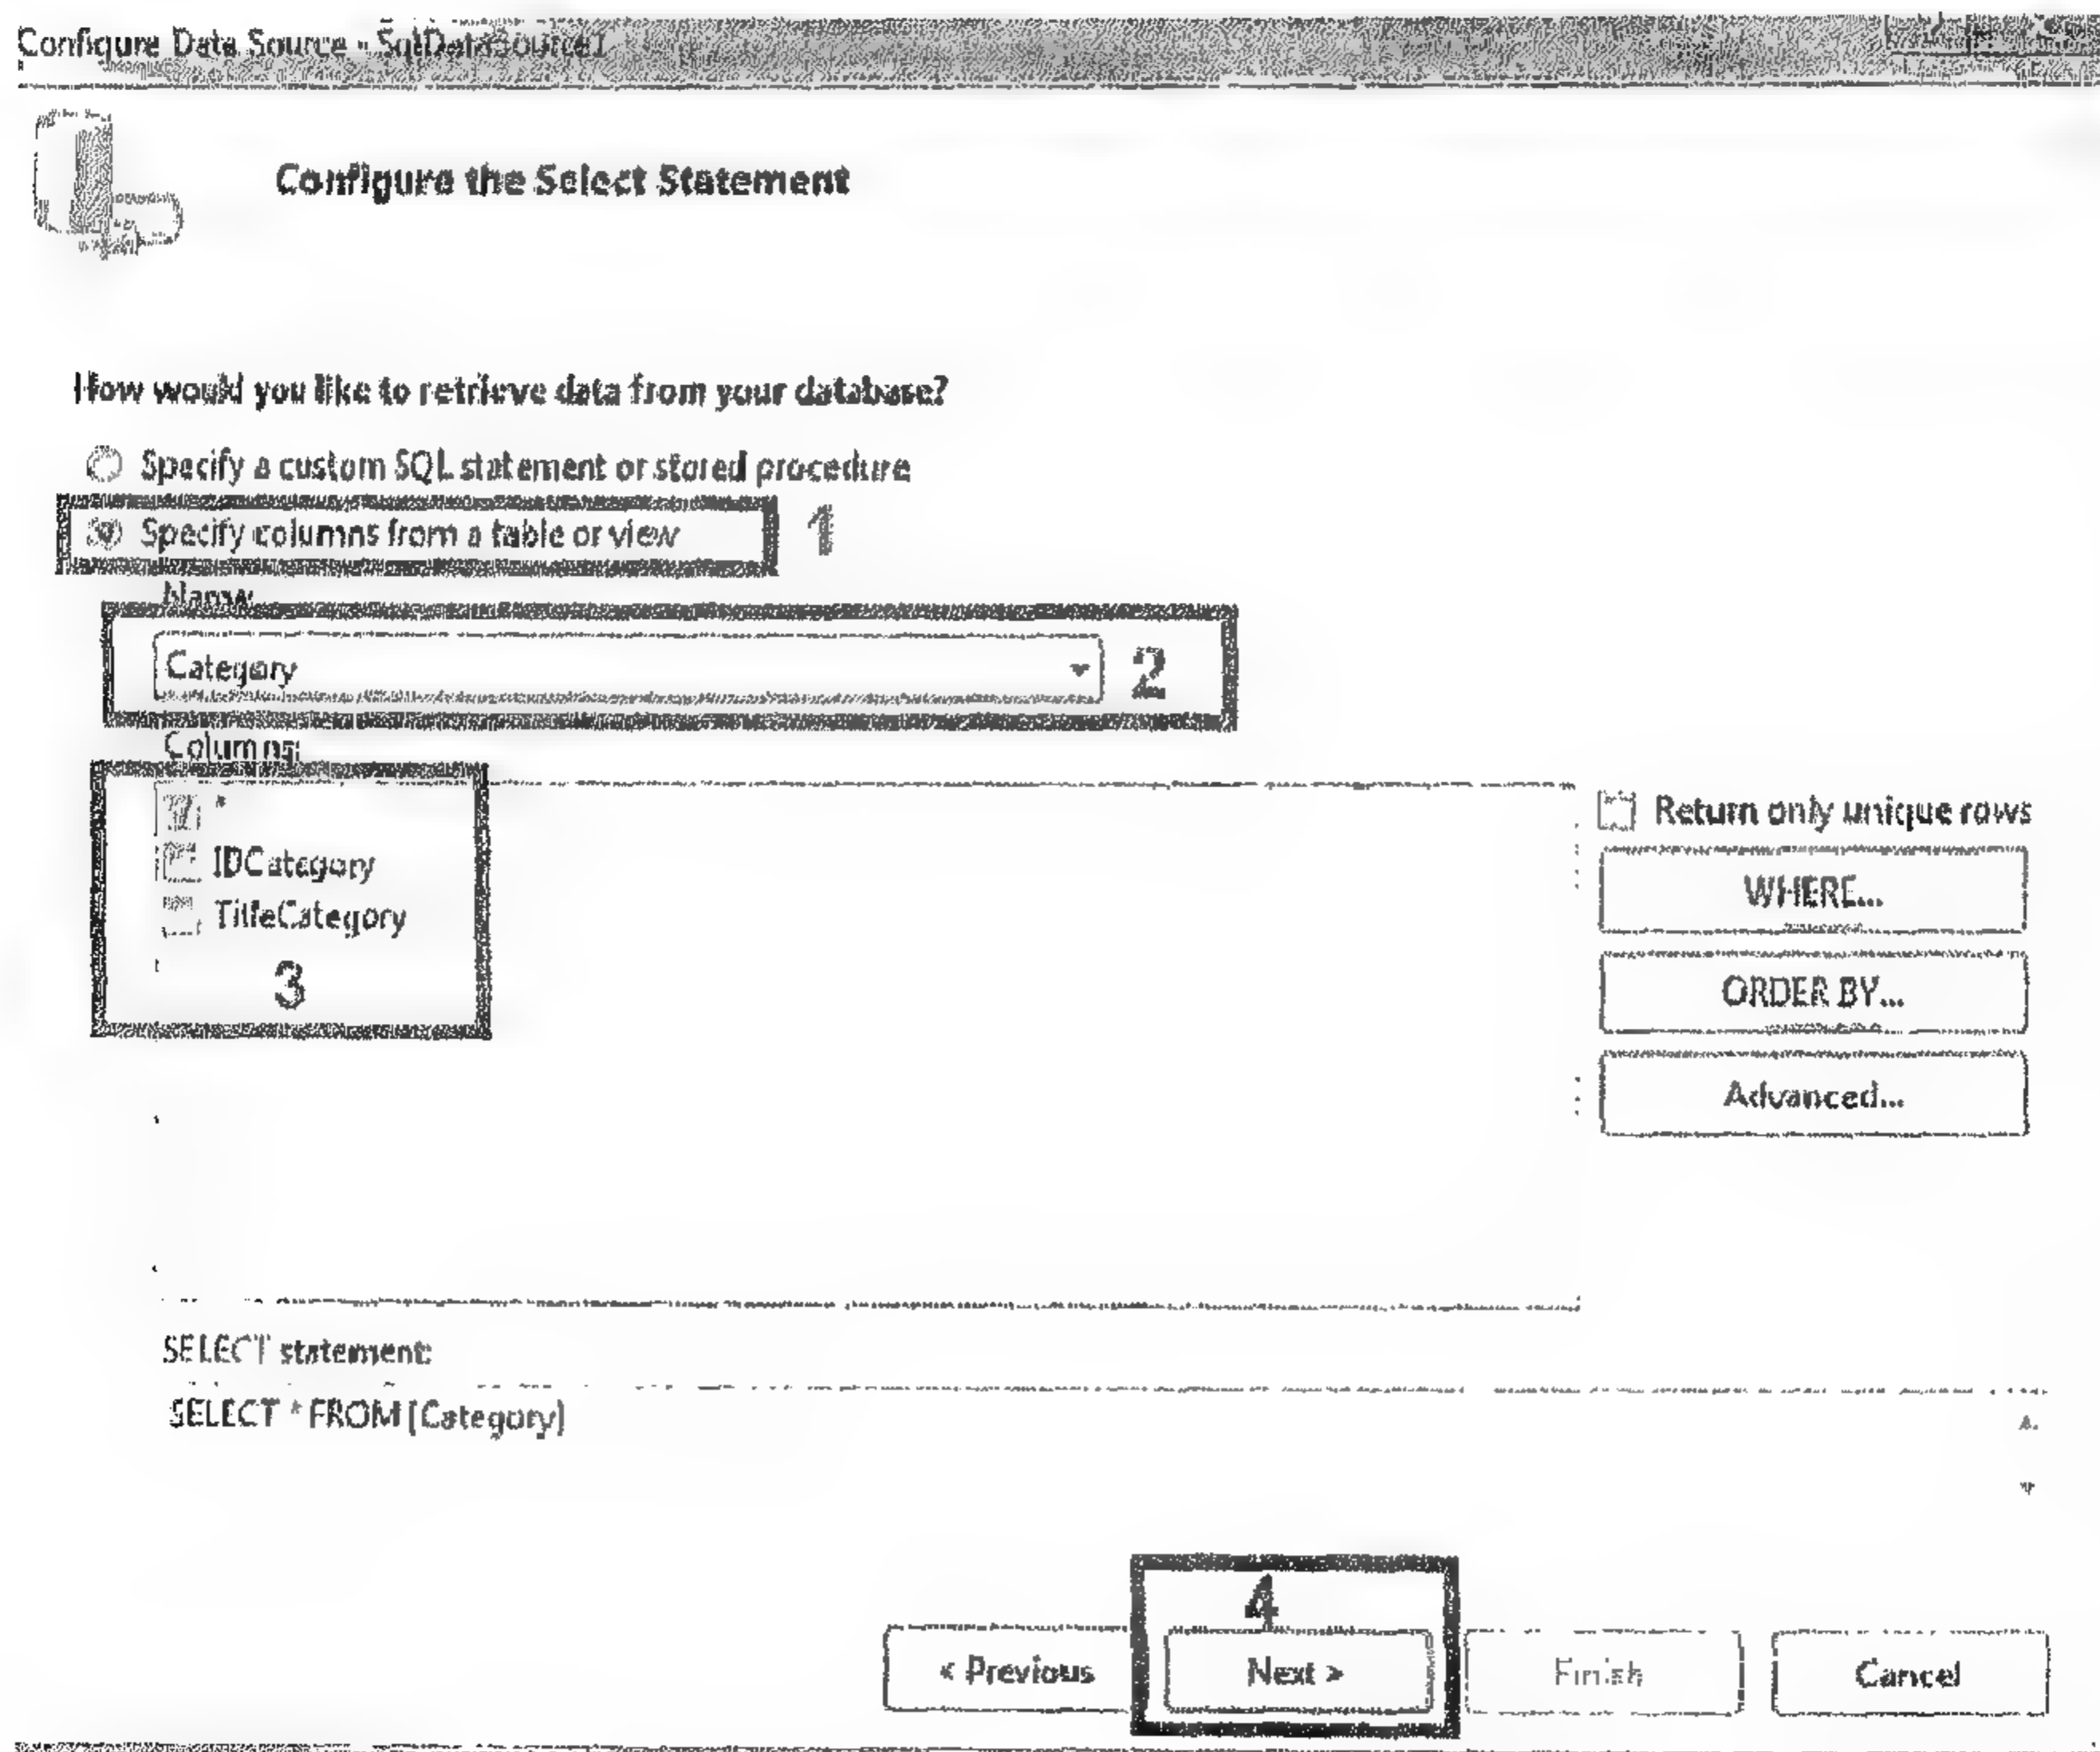 Configure Data Source - SqlDataSource1
Configure the Select Statement
How would you like to retrieve data from your database?
Specify a custom SQL statement or stored procedure
Specify columns from a table or view 1
Name:
Category 2
Columns:
*
IDCategory
TitleCategory
3
Return only unique rows
WHERE...
ORDER BY...
Advanced...
SELECT statement:
SELECT * FROM [Category]
4
< Previous Next > Finish Cancel